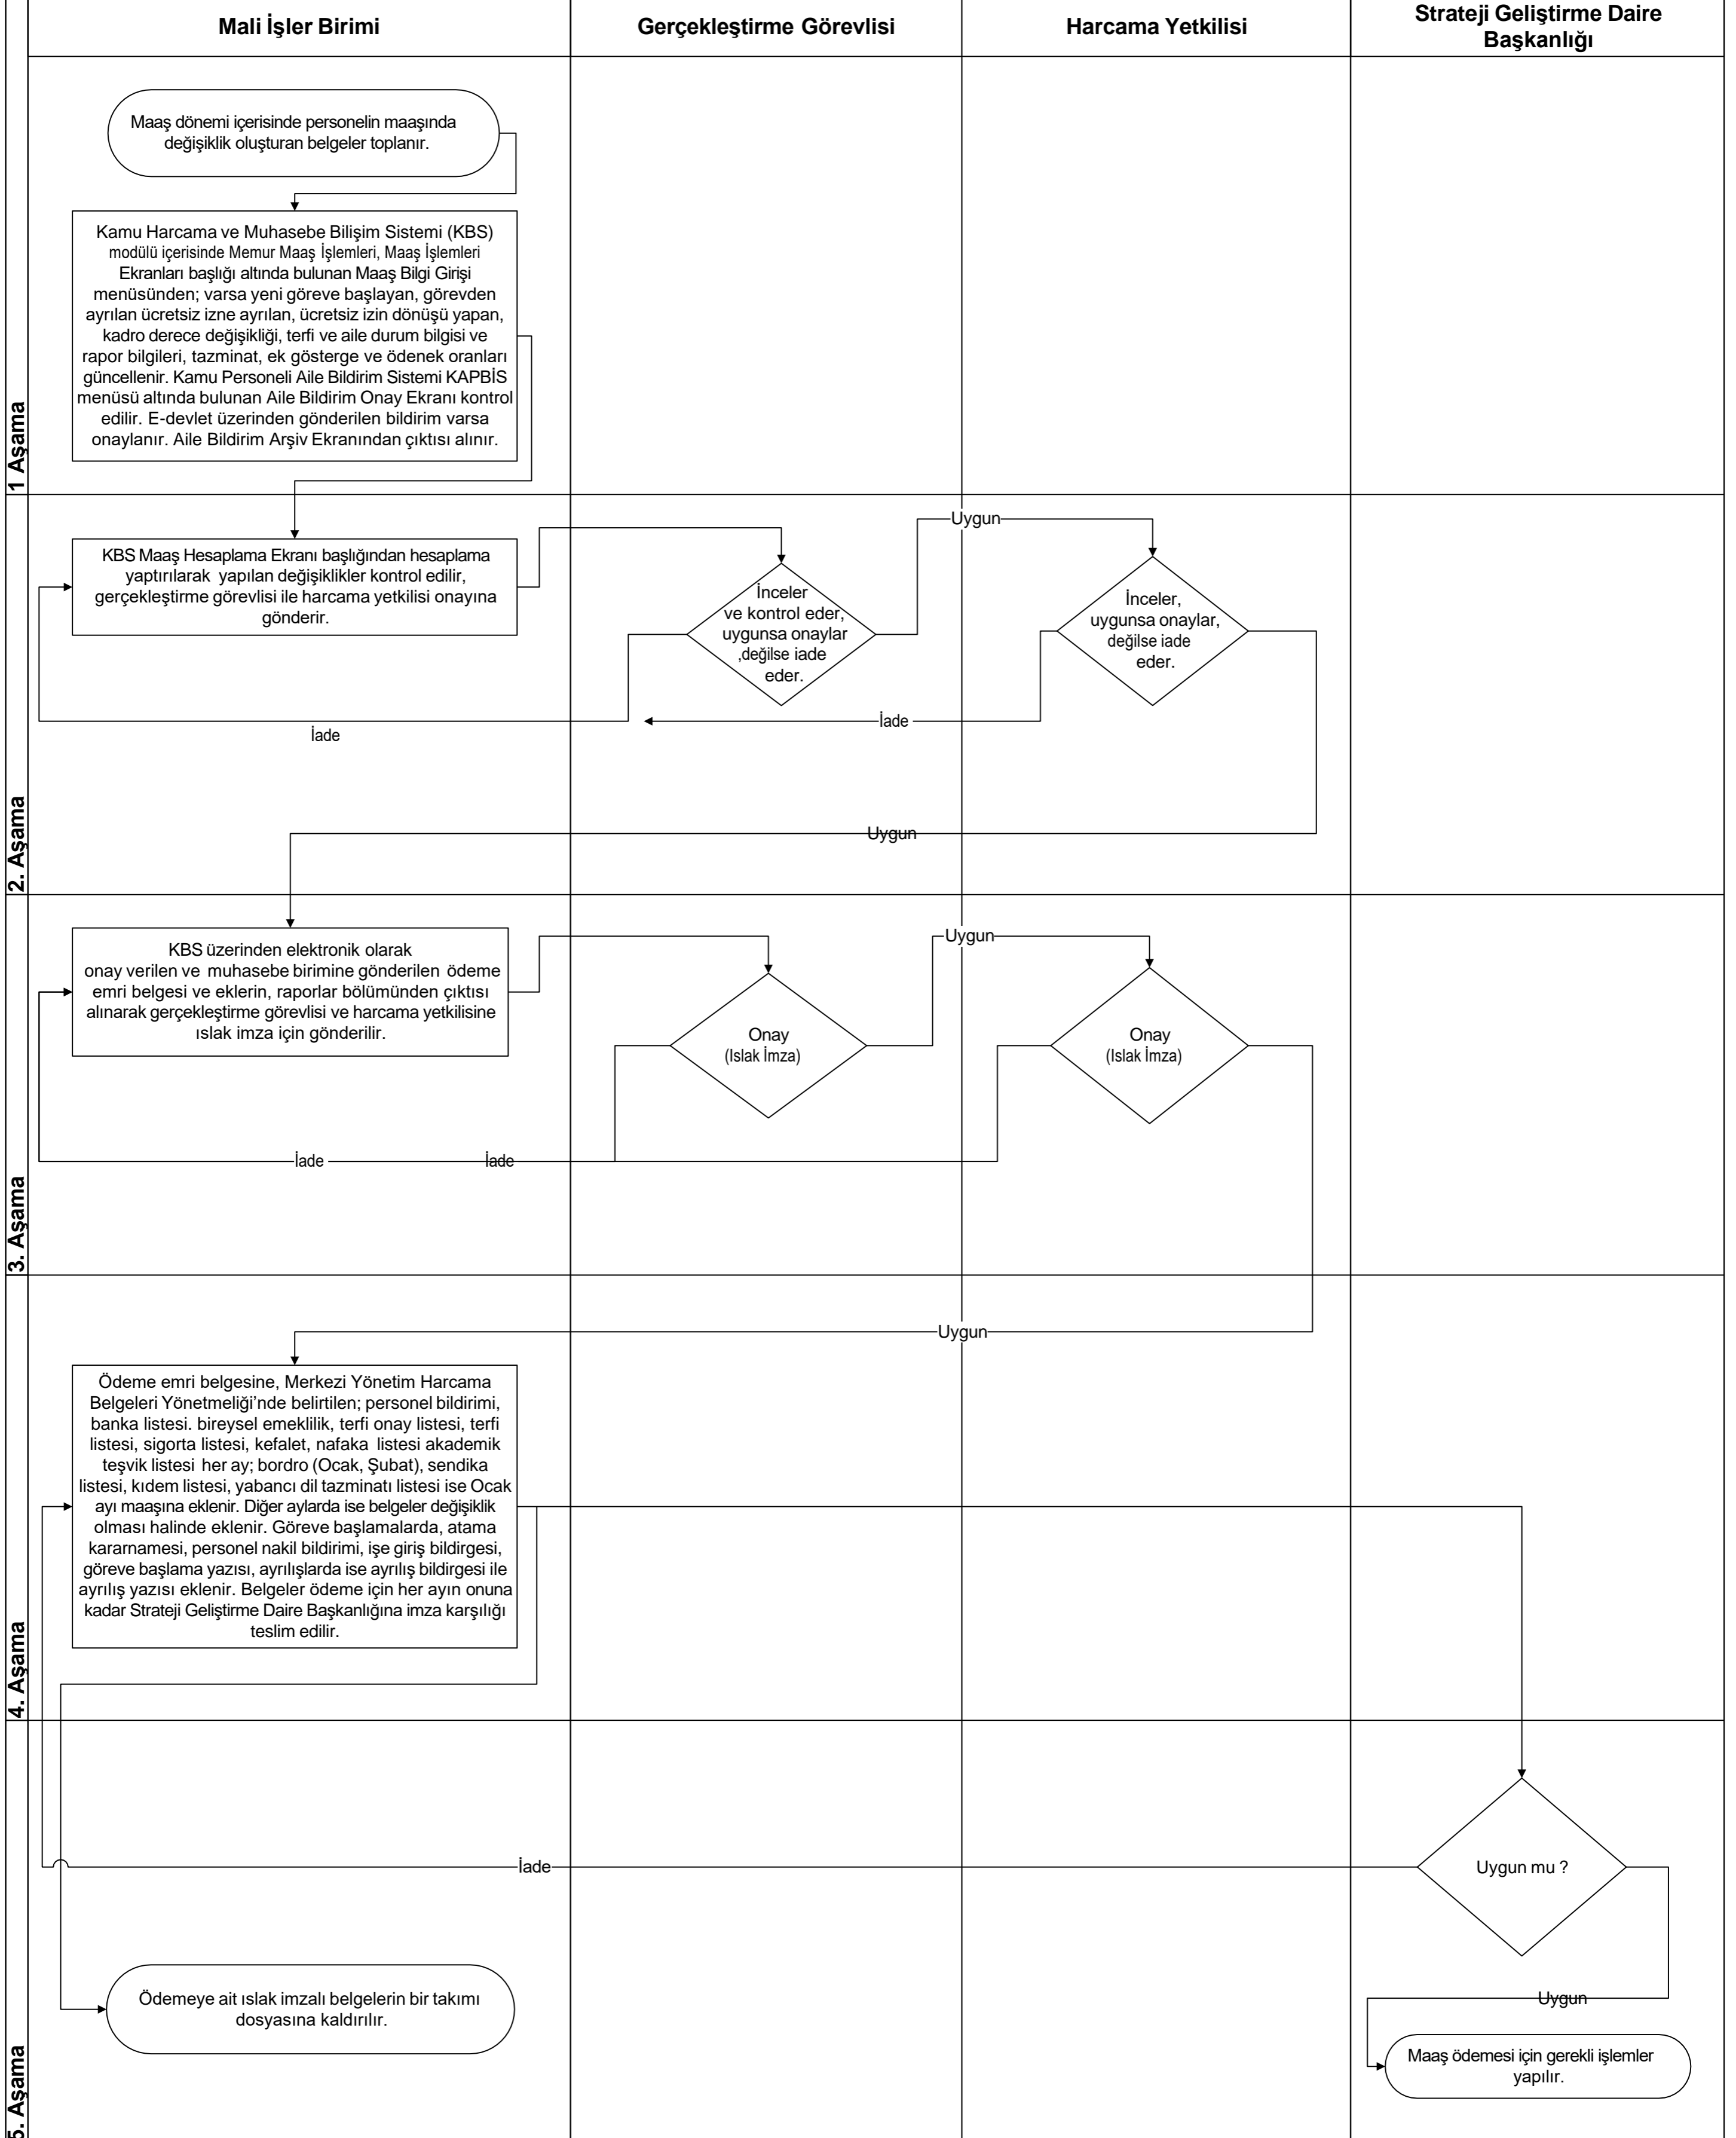 Mali İşler Birimi
Gerçekleştirme Görevlisi
Harcama Yetkilisi
Strateji Geliştirme Daire
Başkanlığı
1 Aşama
Maaş dönemi içerisinde personelin maaşında
değişiklik oluşturan belgeler toplanır.
Kamu Harcama ve Muhasebe Bilişim Sistemi (KBS)
modülü içerisinde Memur Maaş İşlemleri, Maaş İşlemleri
Ekranları başlığı altında bulunan Maaş Bilgi Girişi
menüsünden; varsa yeni göreve başlayan, görevden
ayrılan ücretsiz izne ayrılan, ücretsiz izin dönüşü yapan,
kadro derece değişikliği, terfi ve aile durum bilgisi ve
rapor bilgileri, tazminat, ek gösterge ve ödenek oranları
güncellenir. Kamu Personeli Aile Bildirim Sistemi KAPBİS
menüsü altında bulunan Aile Bildirim Onay Ekranı kontrol
edilir. E-devlet üzerinden gönderilen bildirim varsa
onaylanır. Aile Bildirim Arşiv Ekranından çıktısı alınır.
2. Aşama
KBS Maaş Hesaplama Ekranı başlığından hesaplama
yaptırılarak yapılan değişiklikler kontrol edilir,
gerçekleştirme görevlisi ile harcama yetkilisi onayına
gönderir.
İnceler
ve kontrol eder,
uygunsa onaylar
,değilse iade
eder.
Uygun
İnceler,
uygunsa onaylar,
değilse iade
eder.
İade
İade
Uygun
3. Aşama
KBS üzerinden elektronik olarak
onay verilen ve muhasebe birimine gönderilen ödeme
emri belgesi ve eklerin, raporlar bölümünden çıktısı
alınarak gerçekleştirme görevlisi ve harcama yetkilisine
ıslak imza için gönderilir.
Onay
(Islak İmza)
Uygun
Onay
(Islak İmza)
İade
İade
Uygun
4. Aşama
Ödeme emri belgesine, Merkezi Yönetim Harcama
Belgeleri Yönetmeliği’nde belirtilen; personel bildirimi,
banka listesi. bireysel emeklilik, terfi onay listesi, terfi
listesi, sigorta listesi, kefalet, nafaka listesi akademik
teşvik listesi her ay; bordro (Ocak, Şubat), sendika
listesi, kıdem listesi, yabancı dil tazminatı listesi ise Ocak
ayı maaşına eklenir. Diğer aylarda ise belgeler değişiklik
olması halinde eklenir. Göreve başlamalarda, atama
kararnamesi, personel nakil bildirimi, işe giriş bildirgesi,
göreve başlama yazısı, ayrılışlarda ise ayrılış bildirgesi ile
ayrılış yazısı eklenir. Belgeler ödeme için her ayın onuna
kadar Strateji Geliştirme Daire Başkanlığına imza karşılığı
teslim edilir.
5. Aşama
Uygun mu ?
İade
Uygun
Ödemeye ait ıslak imzalı belgelerin bir takımı
dosyasına kaldırılır.
Maaş ödemesi için gerekli işlemler
yapılır.